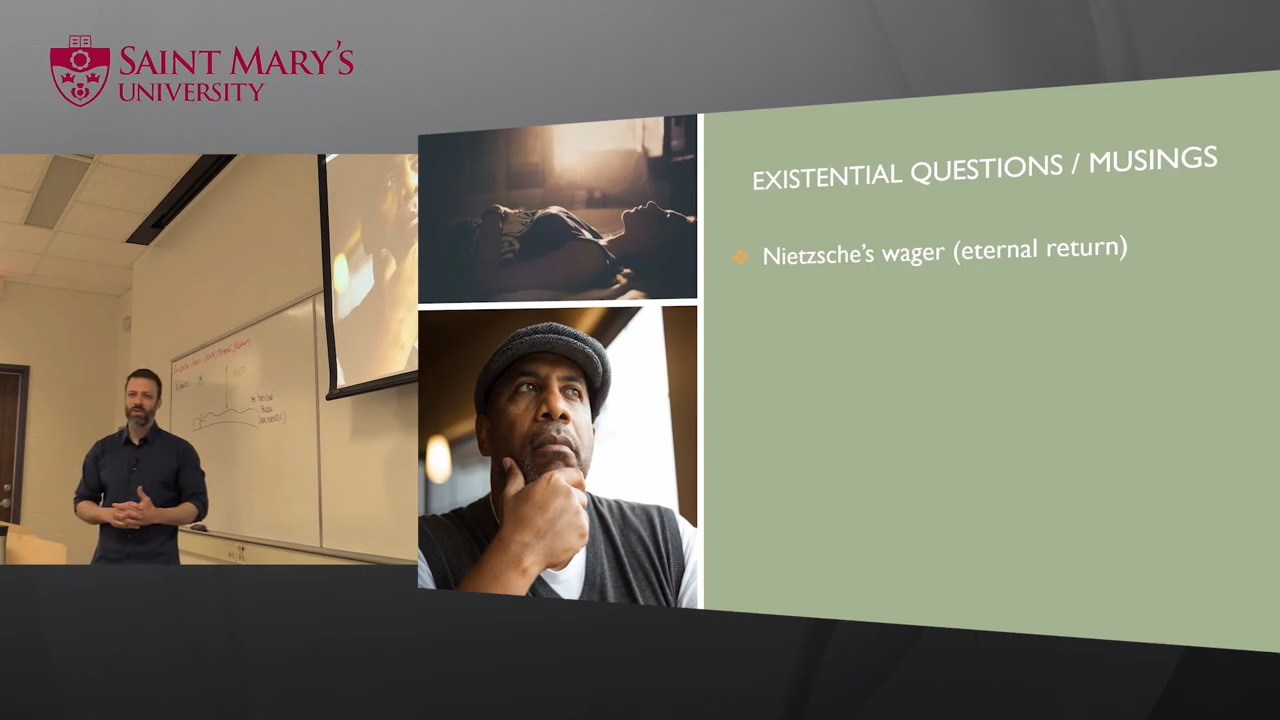 SAINT MARY'S
UNIVERSITY
EXISTENTIAL QUESTIONS / MUSINGS
Nietzsche's wager (eternal return)